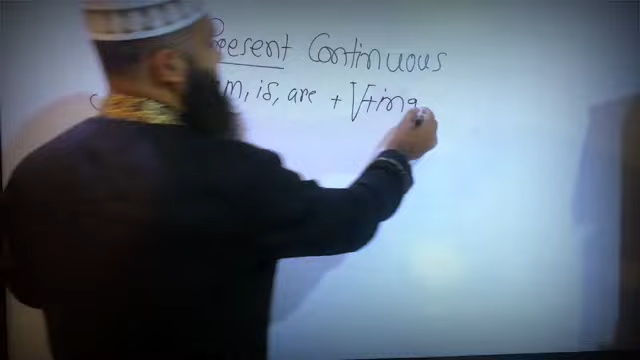 Present Continuous
am, is, are + V+ing